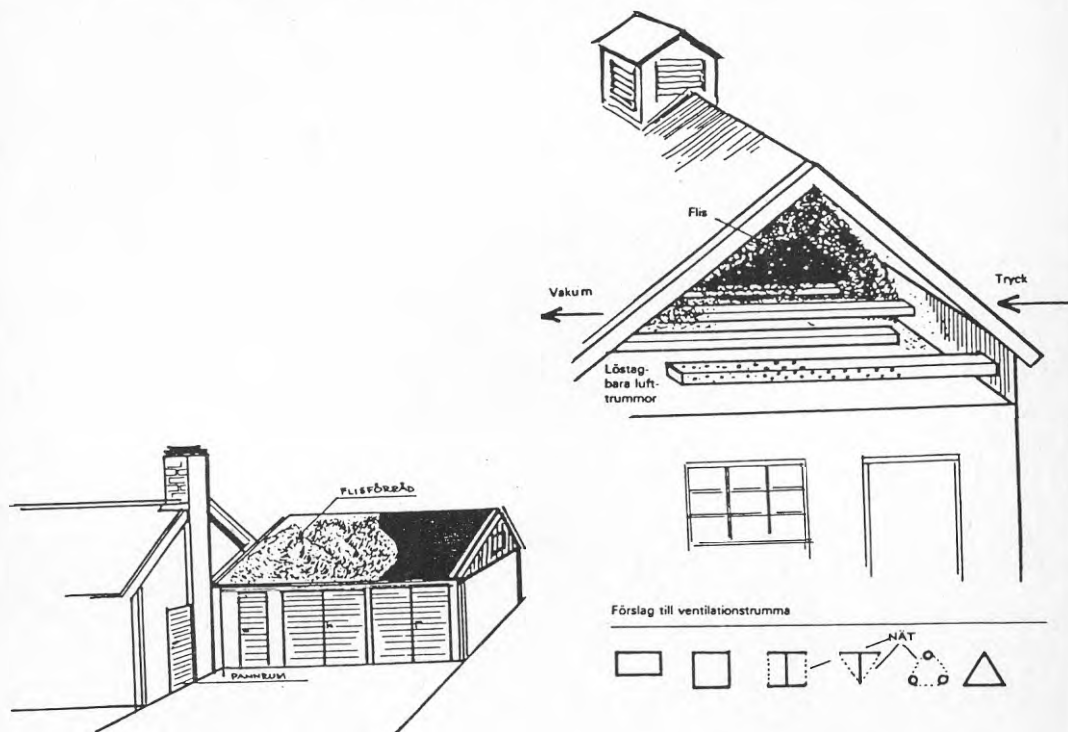 FLISFÖRRÅD
PANNRUM
Flis
Vakum
Tryck
Löstag-
bara luft-
trummor
Förslag till ventilationstrumma
NÄT